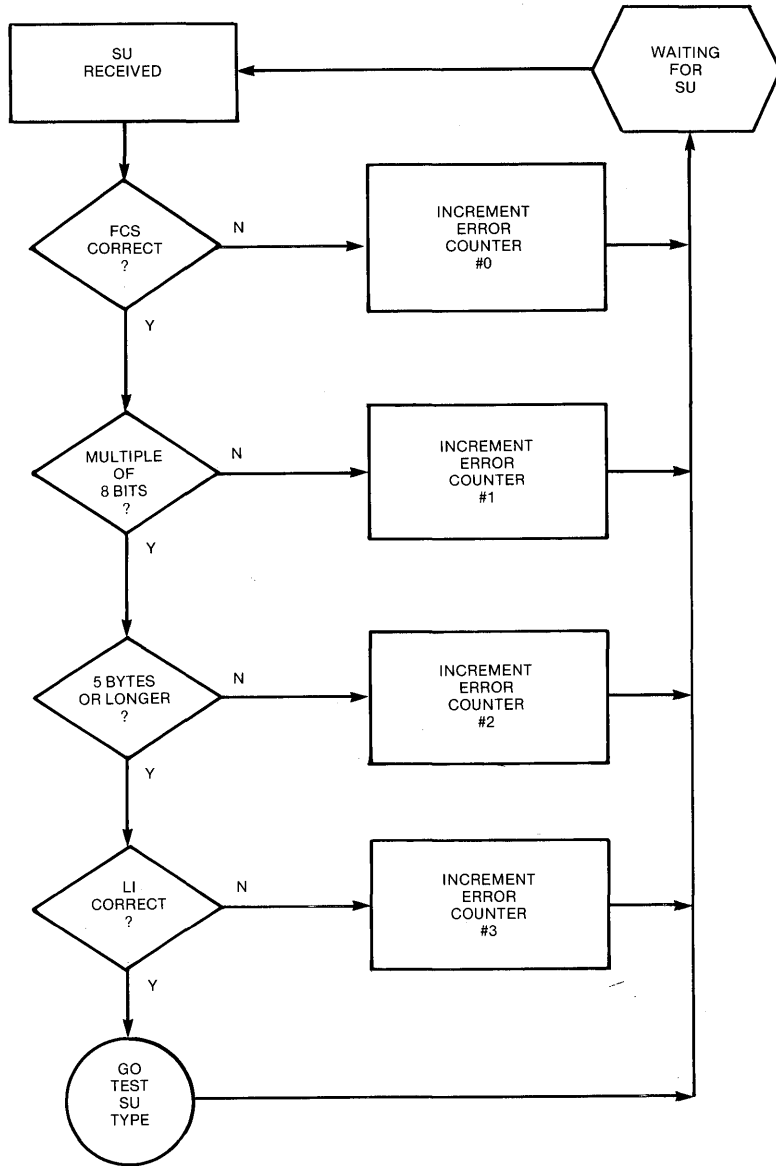 SU
RECEIVED
WAITING
FOR
SU
FCS
CORRECT
?
N
INCREMENT
ERROR
COUNTER
#0
Y
MULTIPLE
OF
8 BITS
?
N
INCREMENT
ERROR
COUNTER
#1
Y
5 BYTES
OR LONGER
?
N
INCREMENT
ERROR
COUNTER
#2
Y
LI
CORRECT
?
N
INCREMENT
ERROR
COUNTER
#3
Y
GO
TEST
SU
TYPE